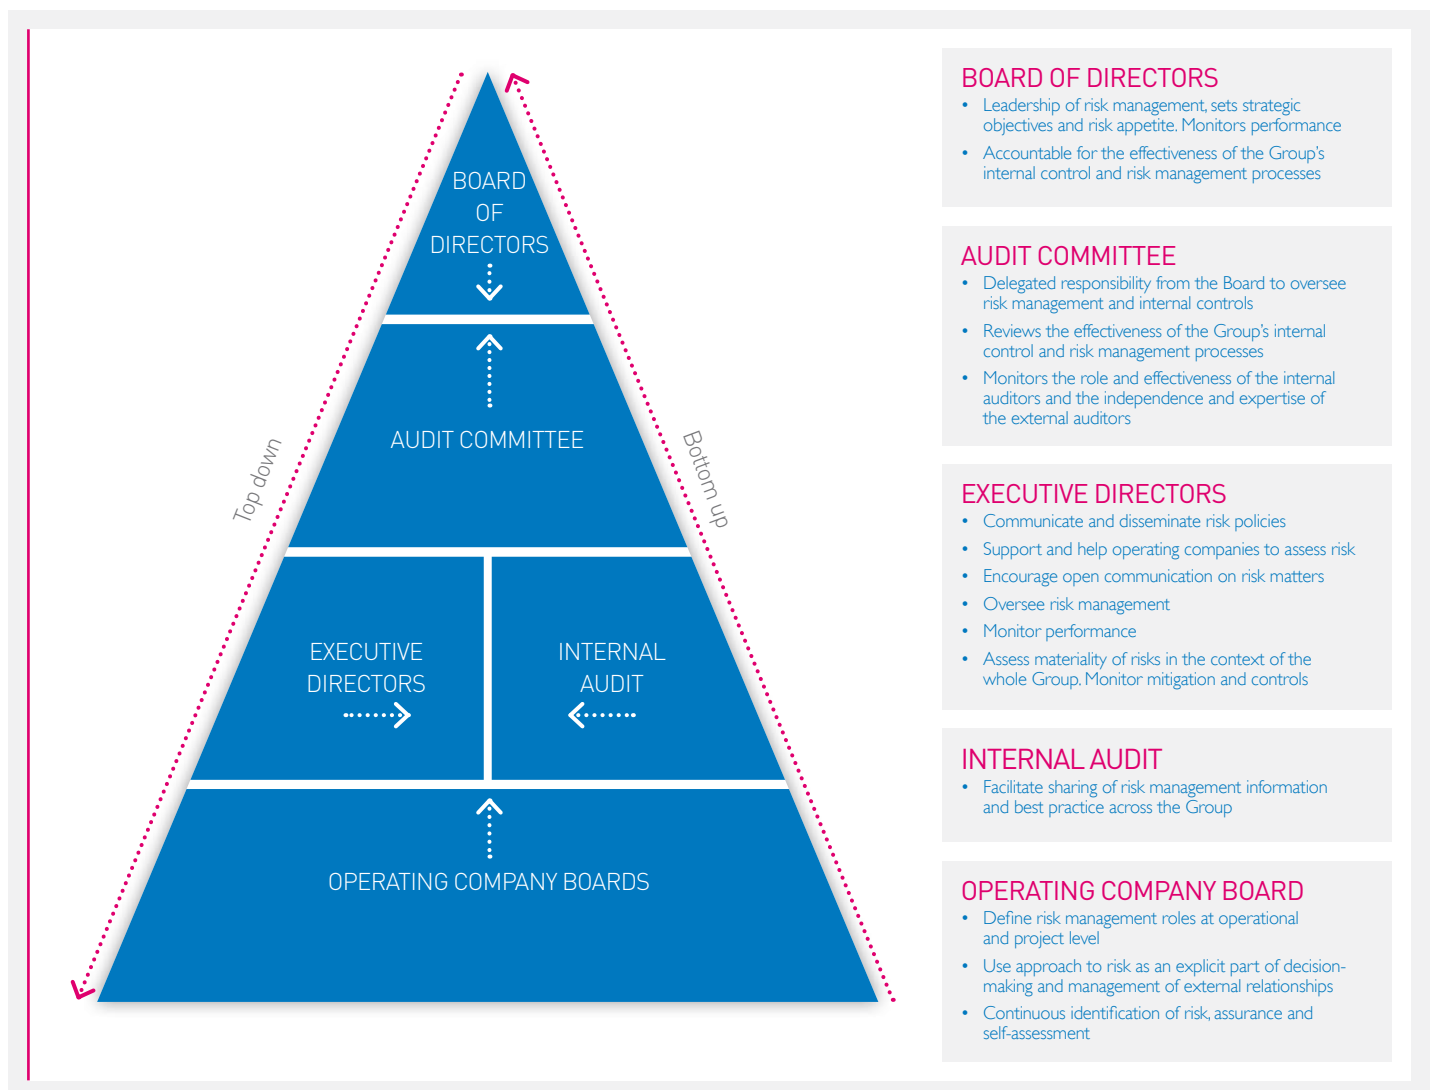 BOARD
OF
DIRECTORS
AUDIT COMMITTEE
Top down
Bottom up
EXECUTIVE
DIRECTORS
INTERNAL
AUDIT
OPERATING COMPANY BOARDS
BOARD OF DIRECTORS
• Leadership of risk management, sets strategic
objectives and risk appetite. Monitors performance
• Accountable for the effectiveness of the Group's
internal control and risk management processes
AUDIT COMMITTEE
• Delegated responsibility from the Board to oversee
risk management and internal controls
• Reviews the effectiveness of the Group's internal
control and risk management processes
• Monitors the role and effectiveness of the internal
auditors and the independence and expertise of
the external auditors
EXECUTIVE DIRECTORS
• Communicate and disseminate risk policies
• Support and help operating companies to assess risk
• Encourage open communication on risk matters
• Oversee risk management
• Monitor performance
• Assess materiality of risks in the context of the
whole Group. Monitor mitigation and controls
INTERNAL AUDIT
• Facilitate sharing of risk management information
and best practice across the Group
OPERATING COMPANY BOARD
• Define risk management roles at operational
and project level
• Use approach to risk as an explicit part of decision-
making and management of external relationships
• Continuous identification of risk, assurance and
self-assessment